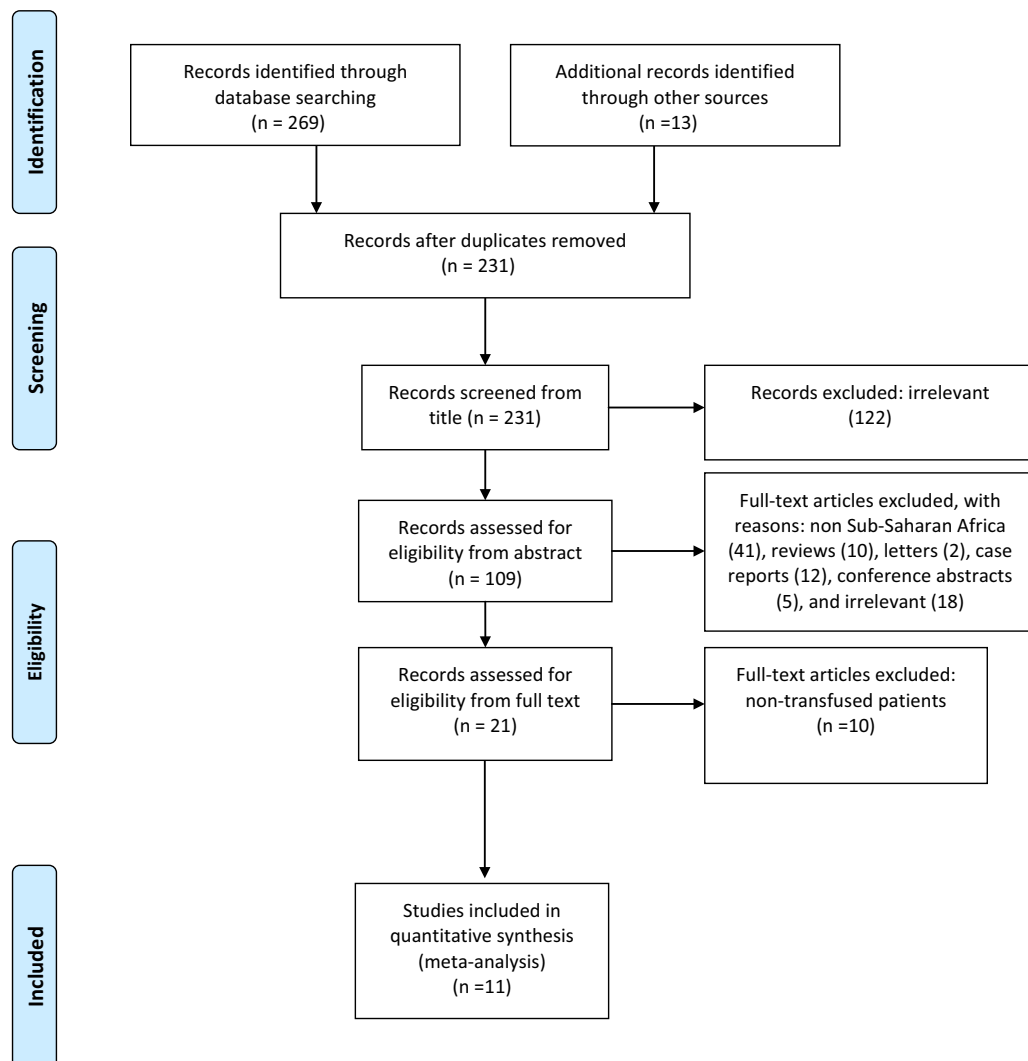 Identification
Records identified through
database searching
(n = 269)
Additional records identified
through other sources
(n =13)
Records after duplicates removed
(n = 231)
Screening
Records screened from
title (n = 231)
Records excluded: irrelevant
(122)
Eligibility
Records assessed for
eligibility from abstract
(n = 109)
Full-text articles excluded, with
reasons: non Sub-Saharan Africa
(41), reviews (10), letters (2), case
reports (12), conference abstracts
(5), and irrelevant (18)
Records assessed for
eligibility from full text
(n = 21)
Full-text articles excluded:
non-transfused patients
(n =10)
Included
Studies included in
quantitative synthesis
(meta-analysis)
(n =11)